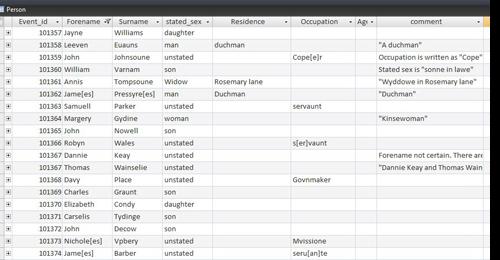 Person
Event_id Forename Surname stated_sex Residence Occupation Age comment
101357 Jayne Williams daughter
101358 Leeven Euauns man duchman "A duchman"
101359 John Johnsoune unstated Cope[e]r Occupation is written as "Cope"
101360 William Varnam son Stated sex is "sonne in lawe"
101361 Annis Tompsoune Widow Rosemary lane "Wyddowe in Rosemary lane"
101362 Jame[es] Pressyre[es] man Duchman "Duchman"
101363 Samuell Parker unstated servaunt
101364 Margery Gydine woman "Kinsewoman"
101365 John Nowell son
101366 Robyn Wales unstated s[er]vaunt
101367 Dannie Keay unstated Forename not certain. There are
101367 Thomas Wainselie unstated "Dannie Keay and Thomas Wain
101368 Davy Place unstated Govnmaker
101369 Charles Graunt son
101370 Elizabeth Condy daughter
101371 Carselis Tydinge son
101372 John Decow son
101373 Nichole[es] Vpbery unstated Mvissione
101374 Jame[es] Barber unstated seru[an]te